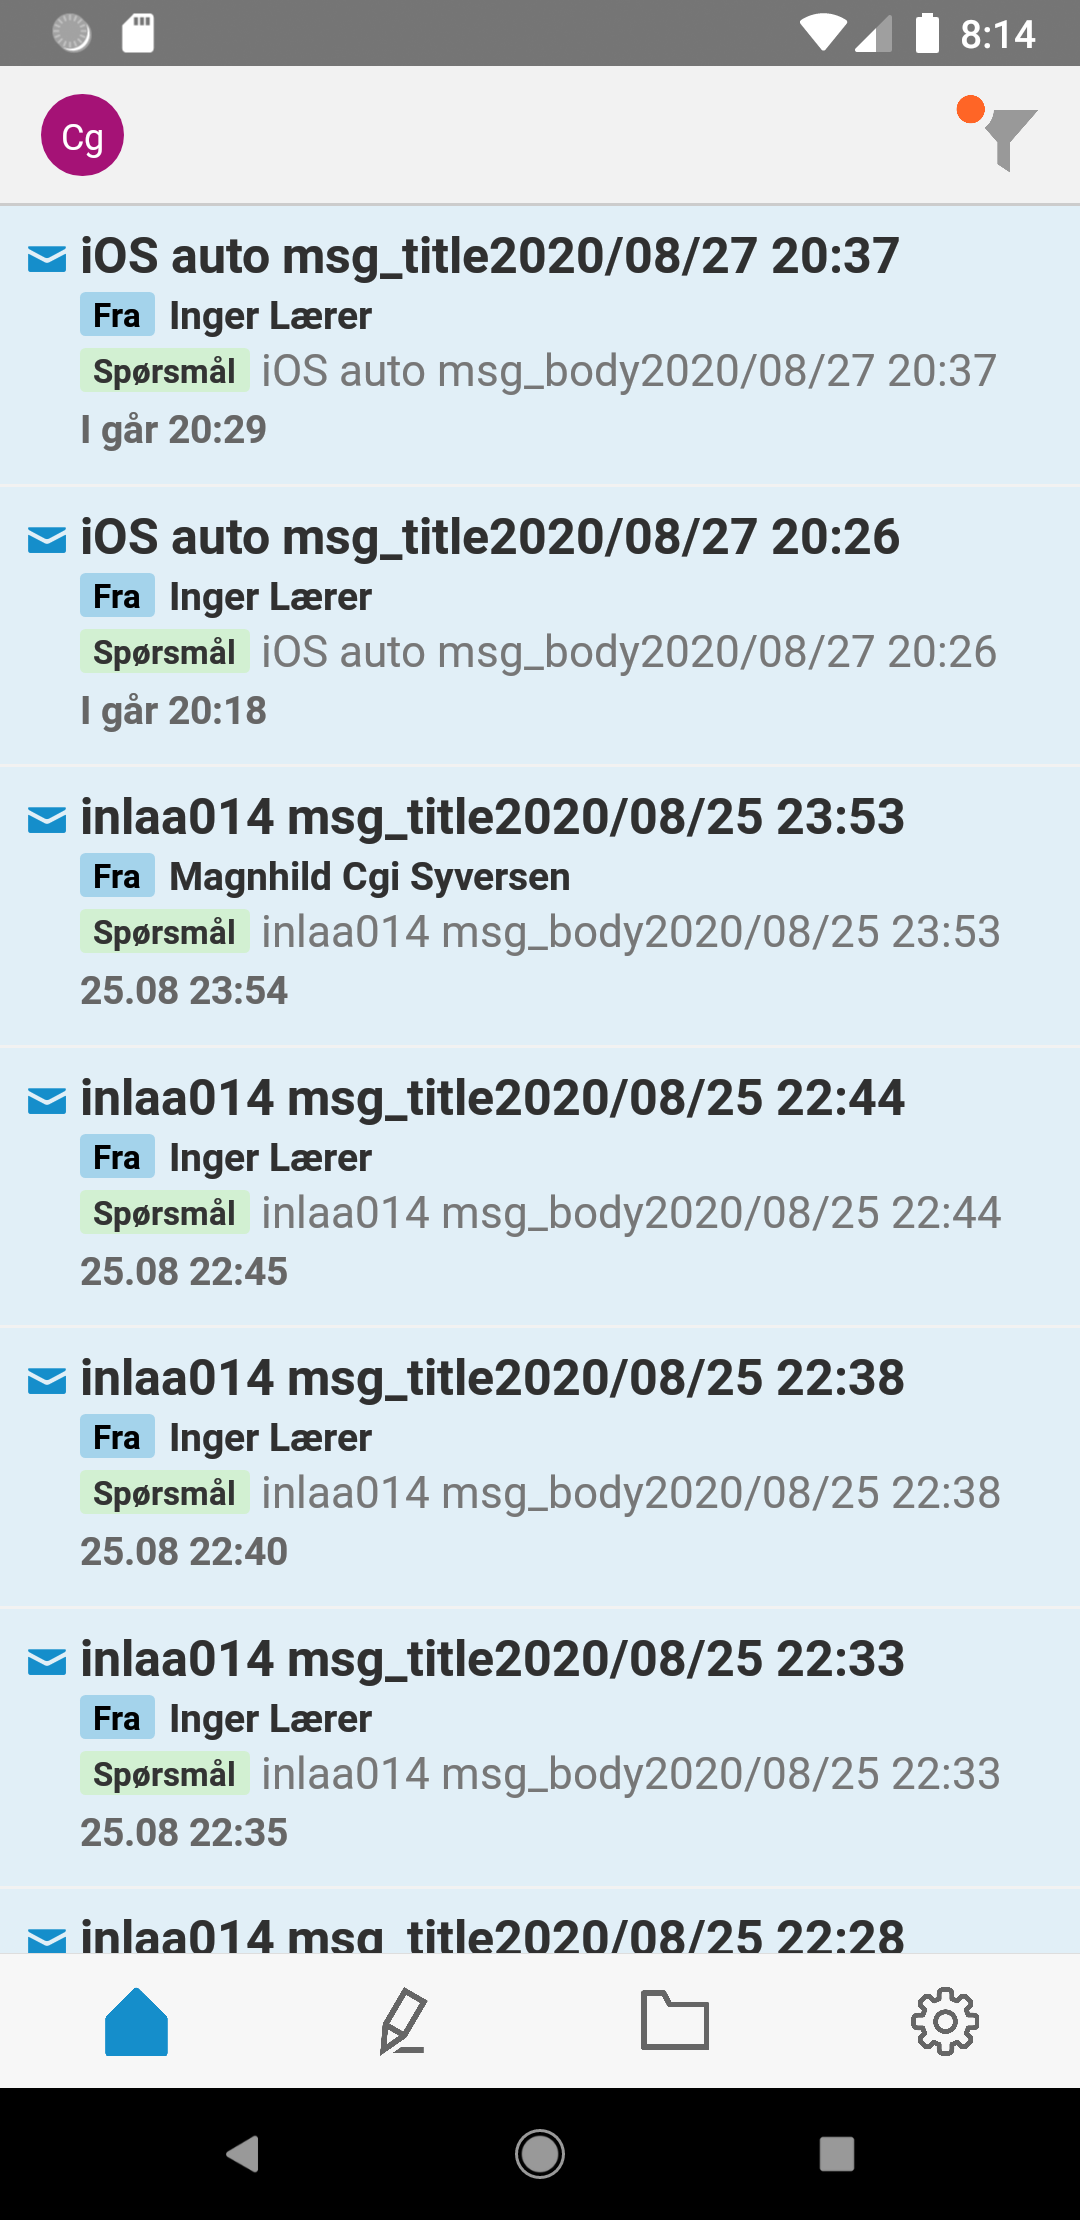 8:14
Cg
iOS auto msg_title2020/08/27 20:37
Fra Inger Lærer
Spørsmål iOS auto msg_body2020/08/27 20:37
I går 20:29
iOS auto msg_title2020/08/27 20:26
Fra Inger Lærer
Spørsmål iOS auto msg_body2020/08/27 20:26
I går 20:18
inlaa014 msg_title2020/08/25 23:53
Fra Magnhild Cgi Syversen
Spørsmål inlaa014 msg_body2020/08/25 23:53
25.08 23:54
inlaa014 msg_title2020/08/25 22:44
Fra Inger Lærer
Spørsmål inlaa014 msg_body2020/08/25 22:44
25.08 22:45
inlaa014 msg_title2020/08/25 22:38
Fra Inger Lærer
Spørsmål inlaa014 msg_body2020/08/25 22:38
25.08 22:40
inlaa014 msg_title2020/08/25 22:33
Fra Inger Lærer
Spørsmål inlaa014 msg_body2020/08/25 22:33
25.08 22:35
inlaa014 msg_title2020/08/25 22:28